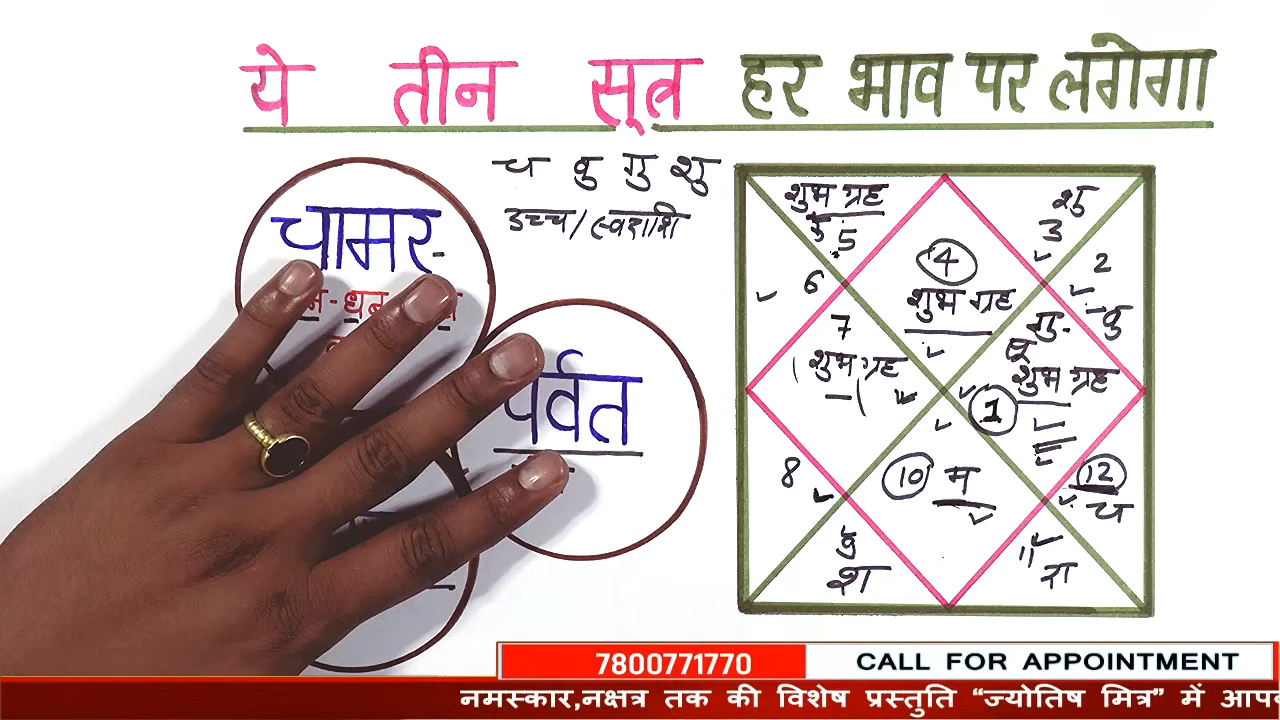 ये तीन सूत्र हर भाव पर लगेगा
च बु गु शु
उच्च/स्वराशि
चामर-
धन
पर्वत
शुभ ग्रह
5
6
4
शुभ ग्रह
शु
3
2
बु
गु-
शुभ ग्रह
1
7
शुभ ग्रह
8
10 म
12
च
11
रा
श
7800771770 CALL FOR APPOINTMENT
नमस्कार,नक्षत्र तक की विशेष प्रस्तुति “ज्योतिष मित्र” में